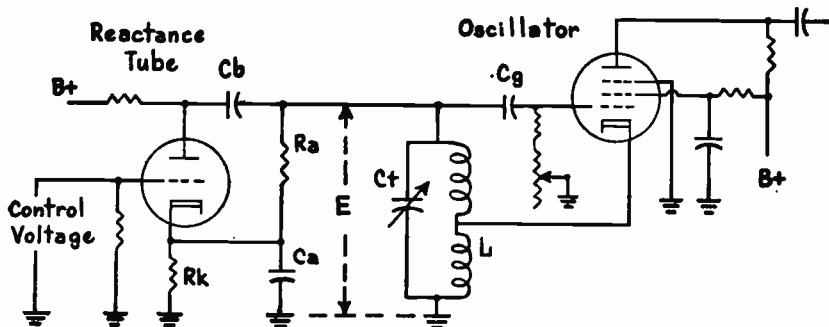 Reactance
Tube
Oscillator
B+
Cb
Cg
Ra
Ct
E
Control
Voltage
B+
L
Ca
Rk